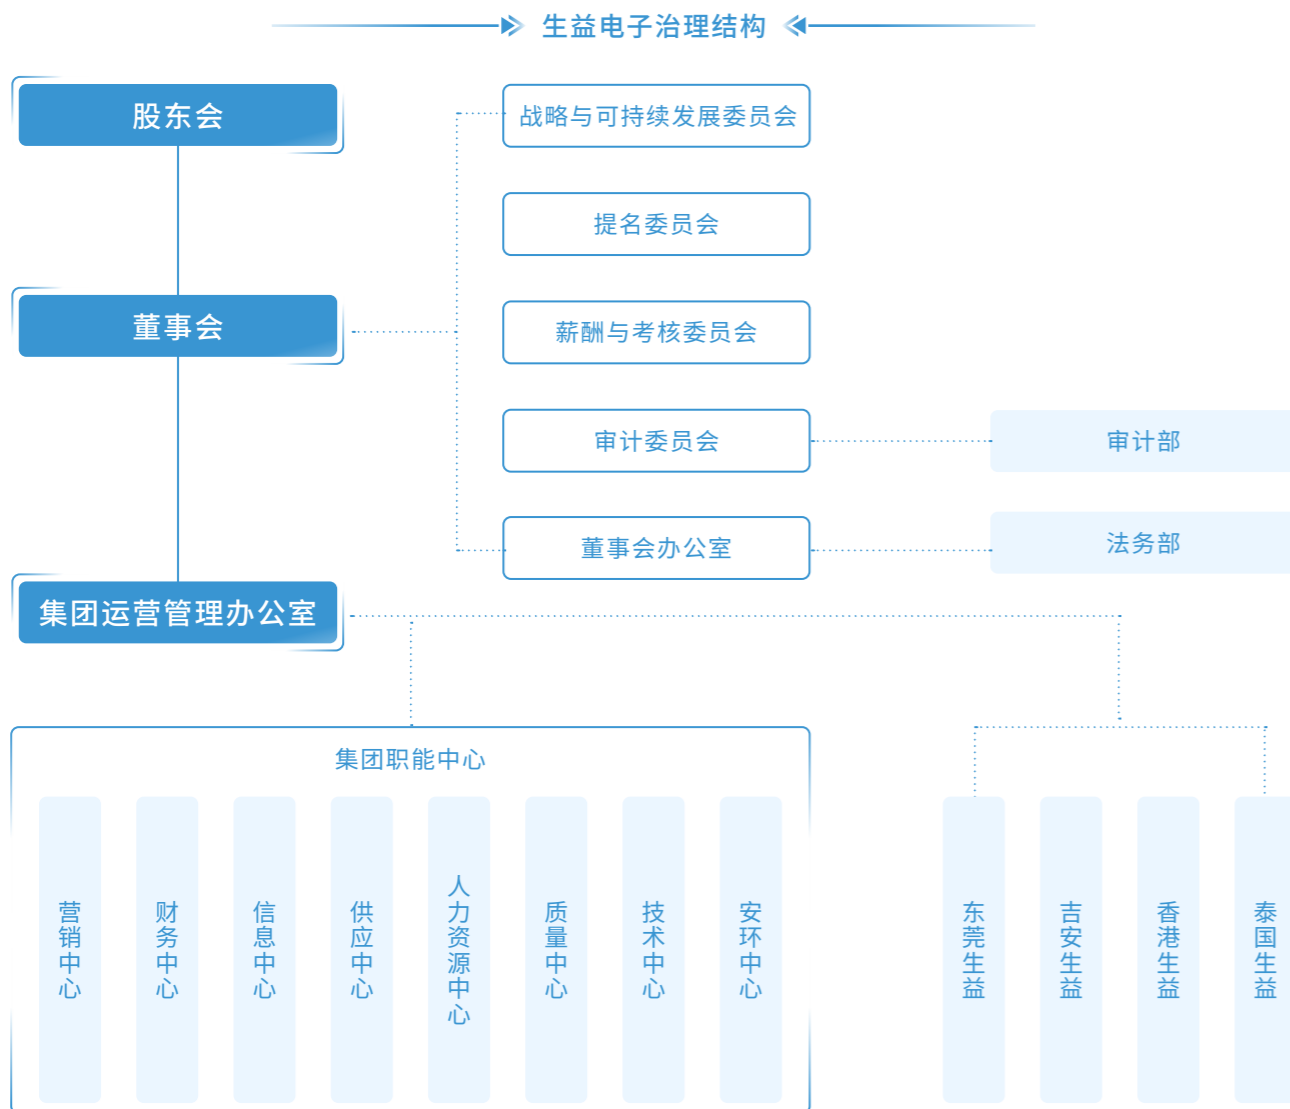 生益电子治理结构
股东会
战略与可持续发展委员会
提名委员会
董事会
薪酬与考核委员会
审计委员会
审计部
董事会办公室
法务部
集团运营管理办公室
集团职能中心
营销中心
财务中心
信息中心
供应中心
人力资源中心
质量中心
技术中心
安环中心
东莞生益
吉安生益
香港生益
泰国生益